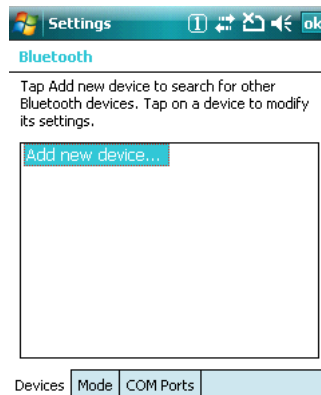 Settings 1 ok
Bluetooth
Tap Add new device to search for other
Bluetooth devices. Tap on a device to modify
its settings.
Add new device...
Devices Mode COM Ports